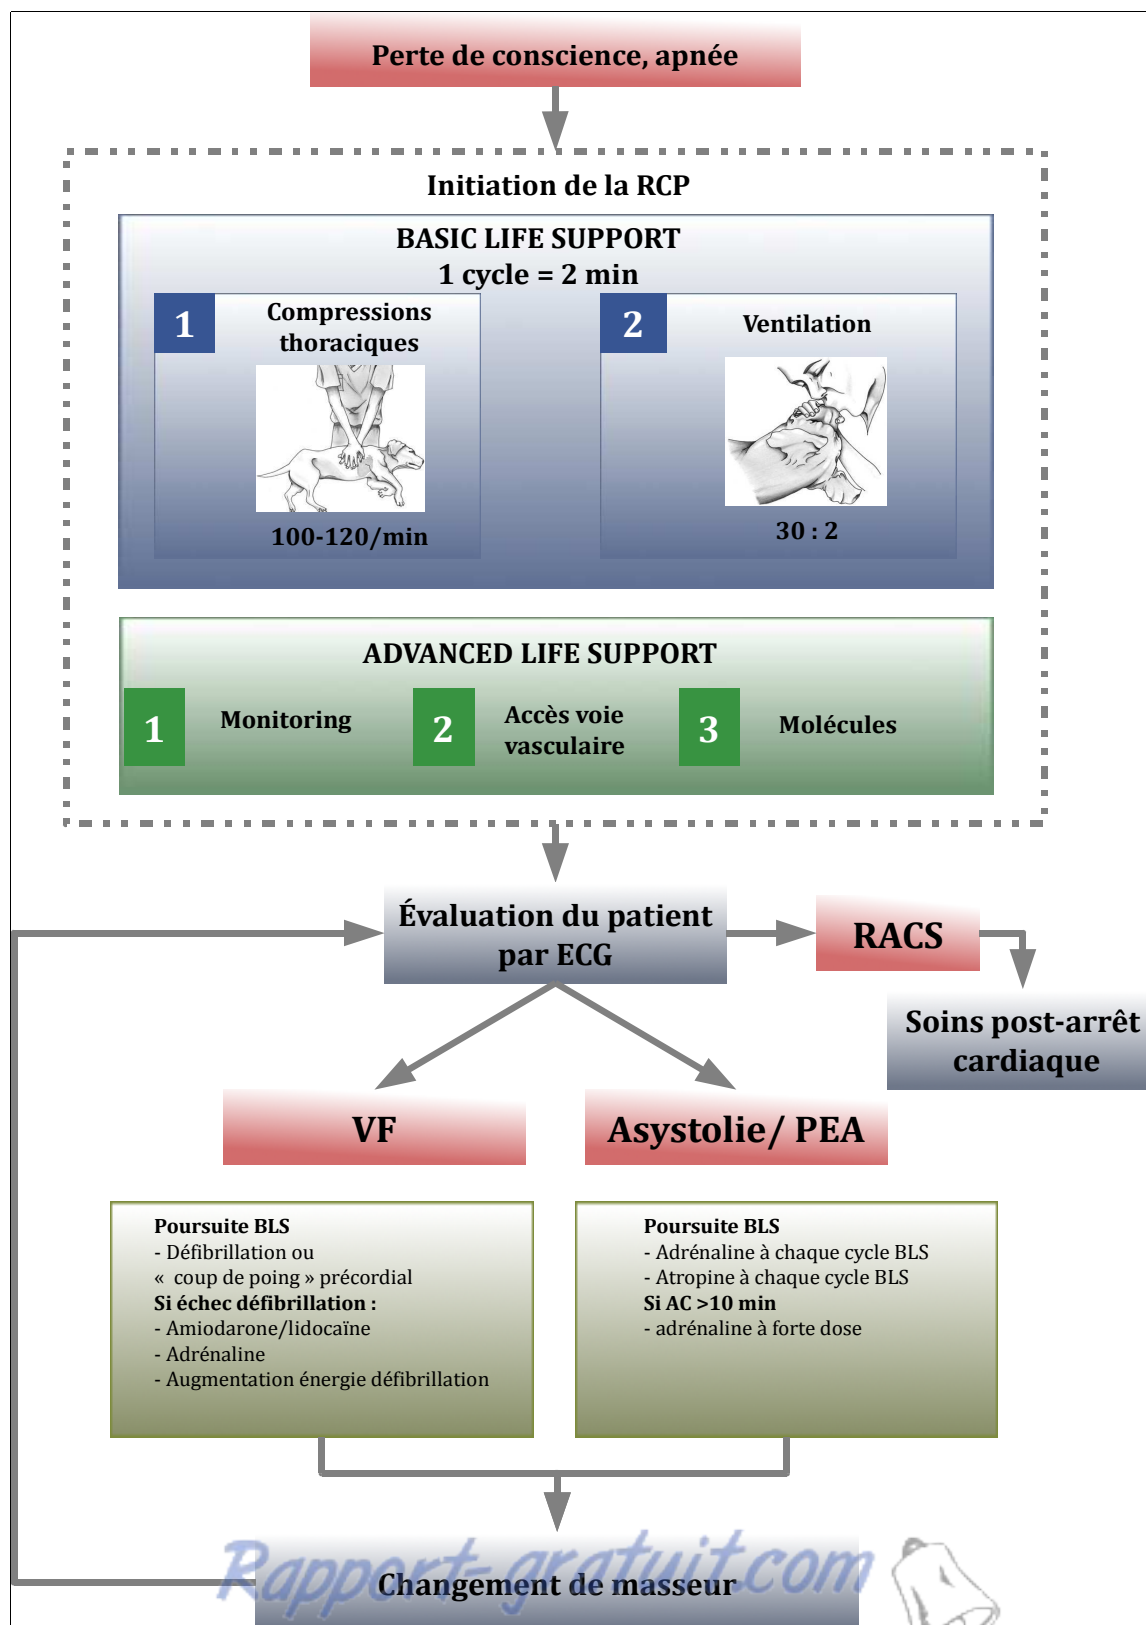 Perte de conscience, apnée
Initiation de la RCP
BASIC LIFE SUPPORT
1 cycle = 2 min
1
Compressions
thoraciques
100-120/min
2
Ventilation
30 : 2
ADVANCED LIFE SUPPORT
1
Monitoring
2
Accès voie
vasculaire
3
Molécules
Évaluation du patient
par ECG
RACS
Soins post-arrêt
cardiaque
VF
Asystolie/ PEA
Poursuite BLS
- Défibrillation ou
«  coup de poing » précordial
Si échec défibrillation :
- Amiodarone/lidocaïne
- Adrénaline
- Augmentation énergie défibrillation
Poursuite BLS
- Adrénaline à chaque cycle BLS
- Atropine à chaque cycle BLS
Si AC >10 min
- adrénaline à forte dose
Changement de masseur
Rapport-gratuit.com